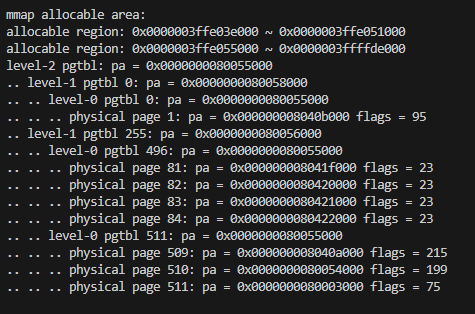 mmap allocable area:
allocable region: 0x0000003ffe03e000 ~ 0x0000003ffe051000
allocable region: 0x0000003ffe055000 ~ 0x0000003ffffde000
level-2 pgtbl: pa = 0x0000000080055000
.. level-1 pgtbl 0: pa = 0x0000000080058000
.. .. level-0 pgtbl 0: pa = 0x0000000080055000
.. .. .. physical page 1: pa = 0x000000008040b000 flags = 95
.. level-1 pgtbl 255: pa = 0x0000000080056000
.. .. level-0 pgtbl 496: pa = 0x0000000080055000
.. .. .. physical page 81: pa = 0x000000008041f000 flags = 23
.. .. .. physical page 82: pa = 0x0000000080420000 flags = 23
.. .. .. physical page 83: pa = 0x0000000080421000 flags = 23
.. .. .. physical page 84: pa = 0x0000000080422000 flags = 23
.. .. level-0 pgtbl 511: pa = 0x0000000080055000
.. .. .. physical page 509: pa = 0x000000008040a000 flags = 215
.. .. .. physical page 510: pa = 0x0000000080054000 flags = 199
.. .. .. physical page 511: pa = 0x0000000080003000 flags = 75